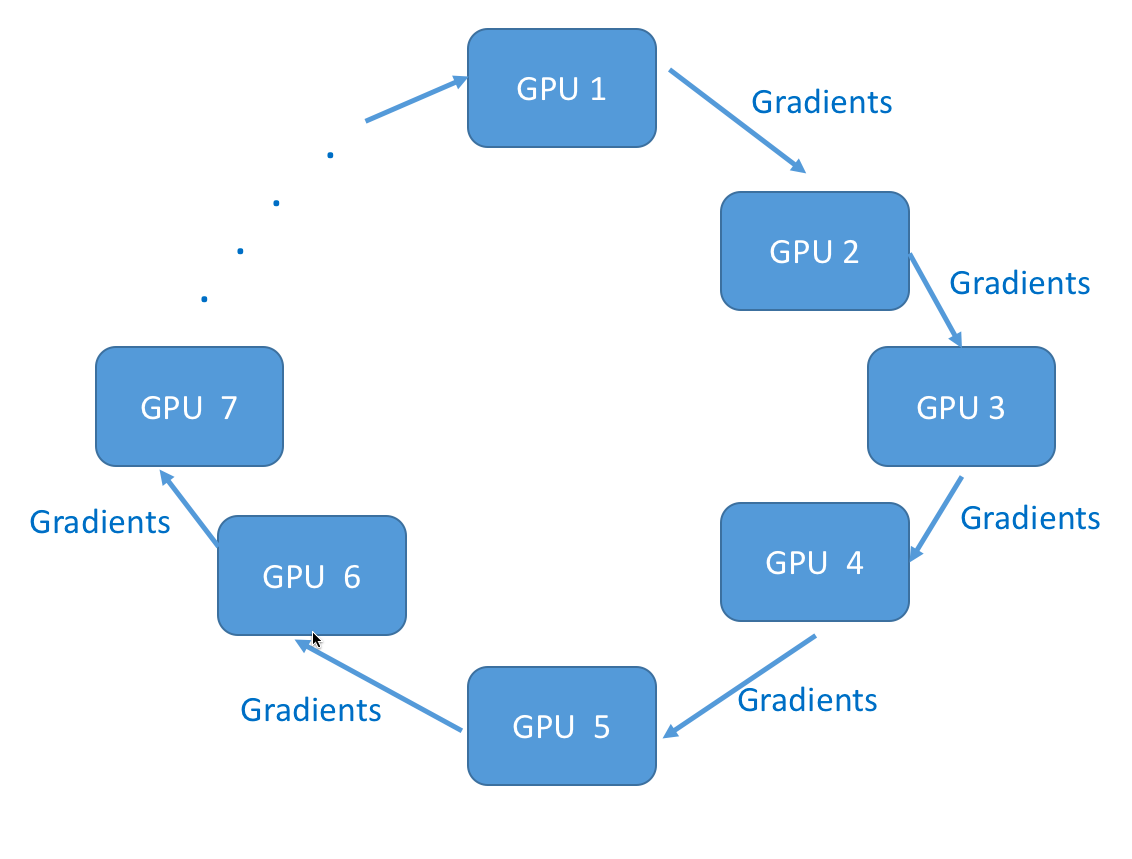 GPU 1
Gradients
GPU 2
Gradients
GPU 3
Gradients
GPU  4
Gradients
GPU  5
Gradients
GPU  6
Gradients
GPU  7